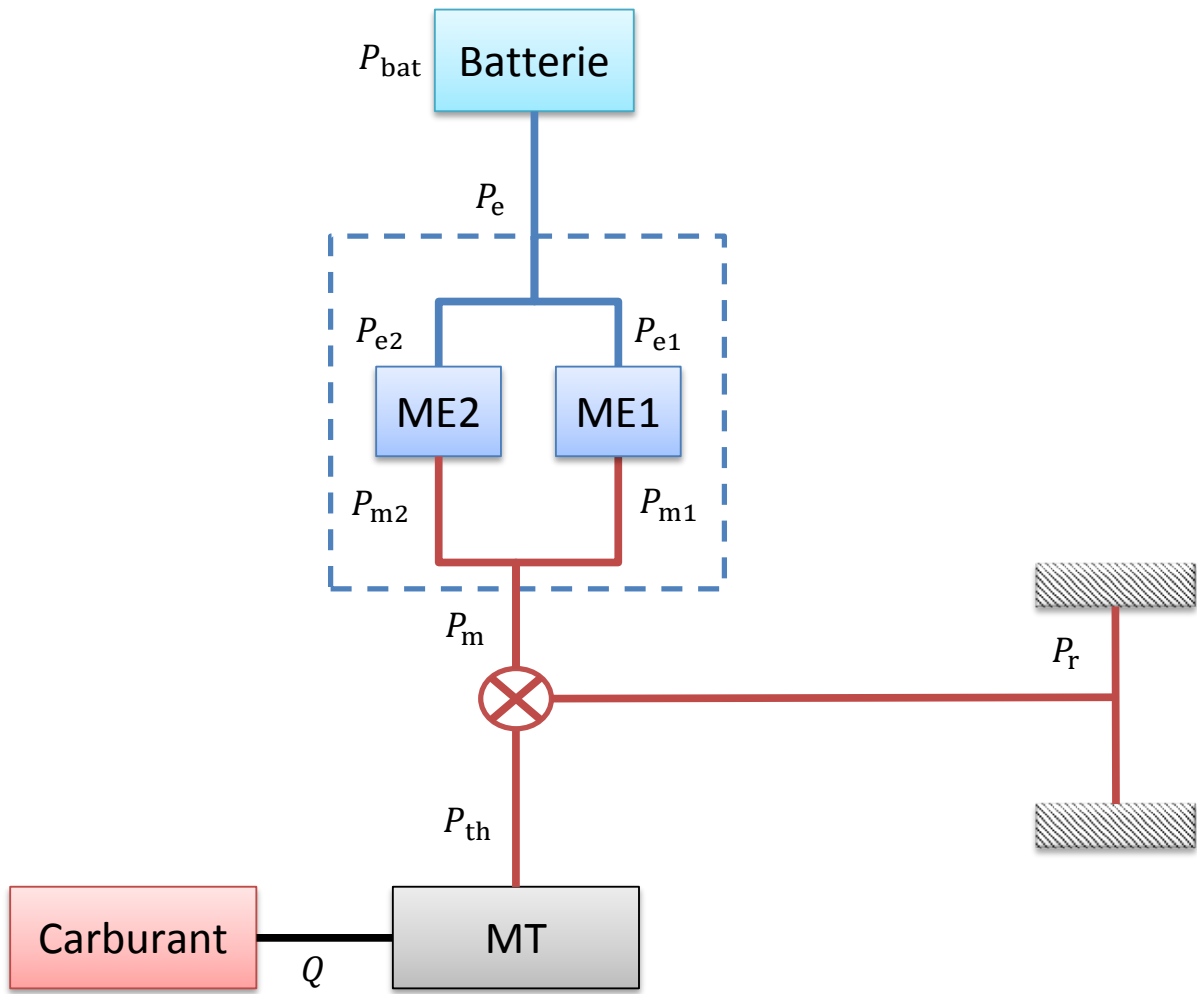 P_bat Batterie
P_e
P_e2 P_e1
ME2 ME1
P_m2 P_m1
P_m P_r
P_th
Carburant MT
Q